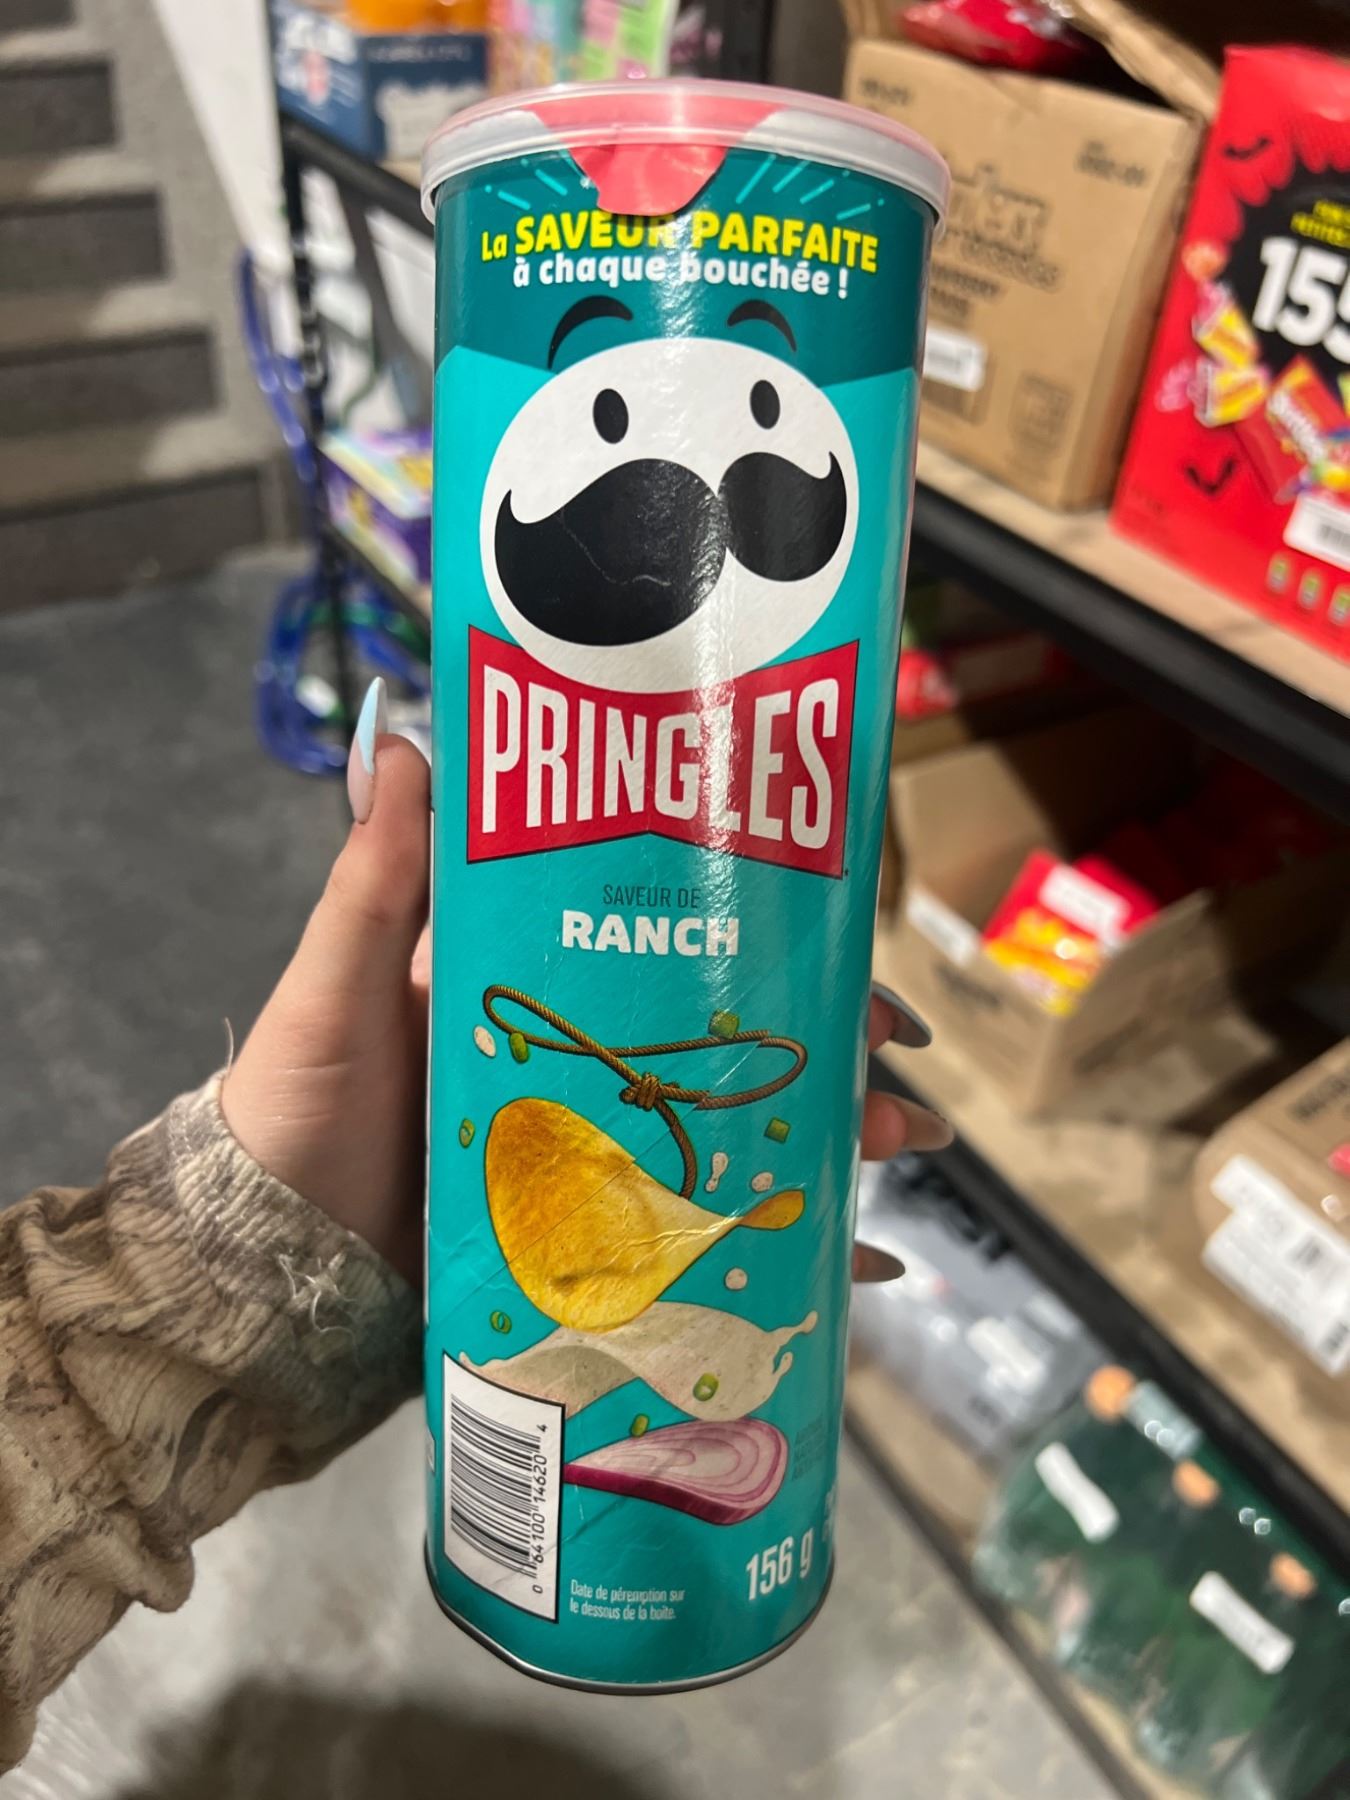 La SAVEUR PARFAITE
à chaque bouchée !
PRINGLES
SAVEUR DE
RANCH
0 64100 14620 4
Date de péremption sur
le dessous de la boîte.
156 g
155